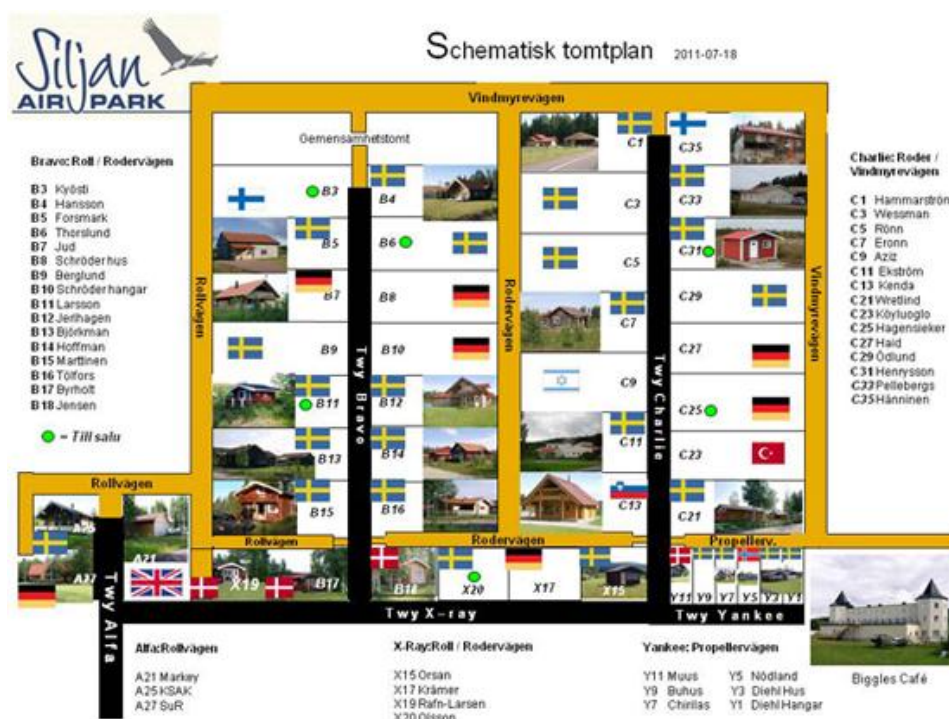 Siljan
AIR PARK
Schematisk tomtplan 2011-07-18
Vindmyrevägen
Gemensamhetstomt
Bravo: Roll / Rodervägen
B3 Kyösti
B4 Hansson
B5 Forsmark
B6 Thorslund
B7 Jud
B8 Schröder hus
B9 Berglund
B10 Schröder hangar
B11 Larsson
B12 Jerlhagen
B13 Björkman
B14 Hoffman
B15 Marttinen
B16 Tölfors
B17 Byrholt
B18 Jensen
= Till salu
Charlie: Roder /
Vindmyrevägen
C1 Hammarström
C3 Wessman
C5 Rönn
C7 Eronn
C9 Aziz
C11 Ekström
C13 Kenda
C21 Wretlind
C23 Köyluoglo
C25 Hagensieker
C27 Haid
C29 Ödlund
C31 Henrysson
C33 Pellebergs
C35 Hänninen
B3
B5
B7
B9
B11
B13
B15
B4
B6
B8
B10
B12
B14
B16
C1
C3
C5
C7
C9
C11
C13
C35
C33
C31
C29
C27
C25
C23
C21
Rollvägen
Twy Bravo
Rodervägen
Twy Charlie
Vindmyrevägen
Rollvägen
Rollvägen
Rodervägen
Propellerv.
A25
A21
A27
X19
B17
B18
X20
X17
X15
Y11
Y9
Y7
Y5
Y3
Y1
Twy Alfa
Twy X-ray
Twy Yankee
Alfa: Rollvägen
A21 Markey
A25 KSAK
A27 SuR
X-Ray: Roll / Rodervägen
X15 Orsan
X17 Krämer
X19 Rafn-Larsen
X20 Olsson
Yankee: Propellervägen
Y11 Muus Y5 Nödland
Y9 Buhus Y3 Diehl Hus
Y7 Chirilas Y1 Diehl Hangar
Biggles Café